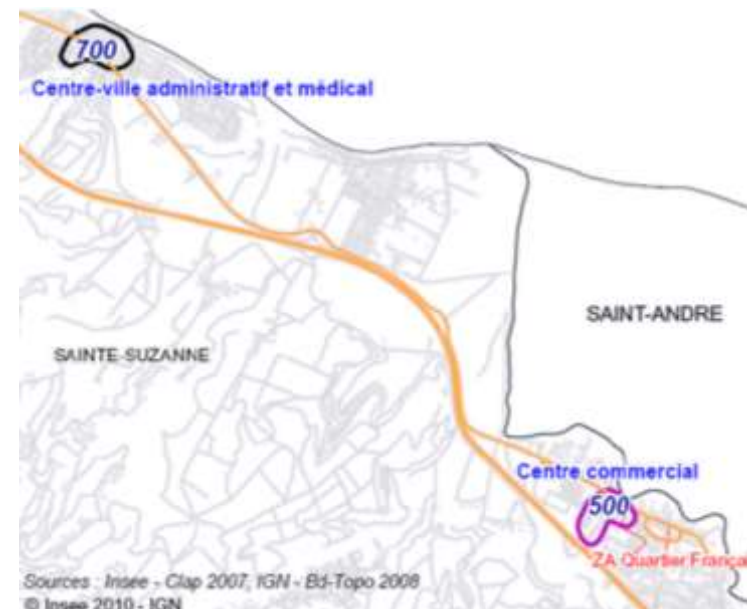 700
Centre-ville administratif et médical
SAINT-ANDRE
SAINTE-SUZANNE
Centre commercial
500
ZA Quartier Françai
Sources : Insee - Clap 2007, IGN - Bd-Topo 2008
© Insee 2010 - IGN